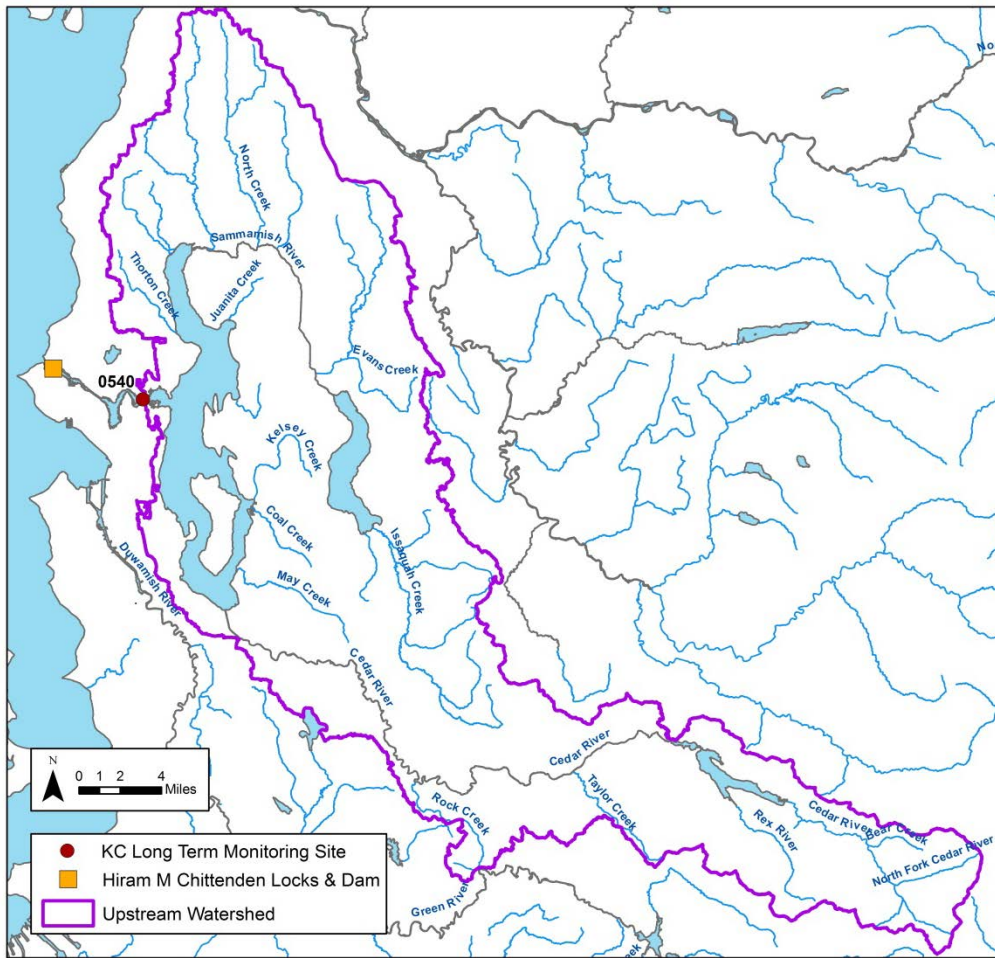 No
North Creek
Sammamish River
Thorton Creek
Juanita Creek
Evans Creek
0540
Kelsey Creek
Coal Creek
Issaquah Creek
May Creek
Duwamish River
Cedar River
Cedar River
Taylor Creek
Rock Creek
Rex River
Cedar River
Bear Creek
North Fork Cedar River
Green River
Creek
N
0 1 2 4
Miles
KC Long Term Monitoring Site
Hiram M Chittenden Locks & Dam
Upstream Watershed